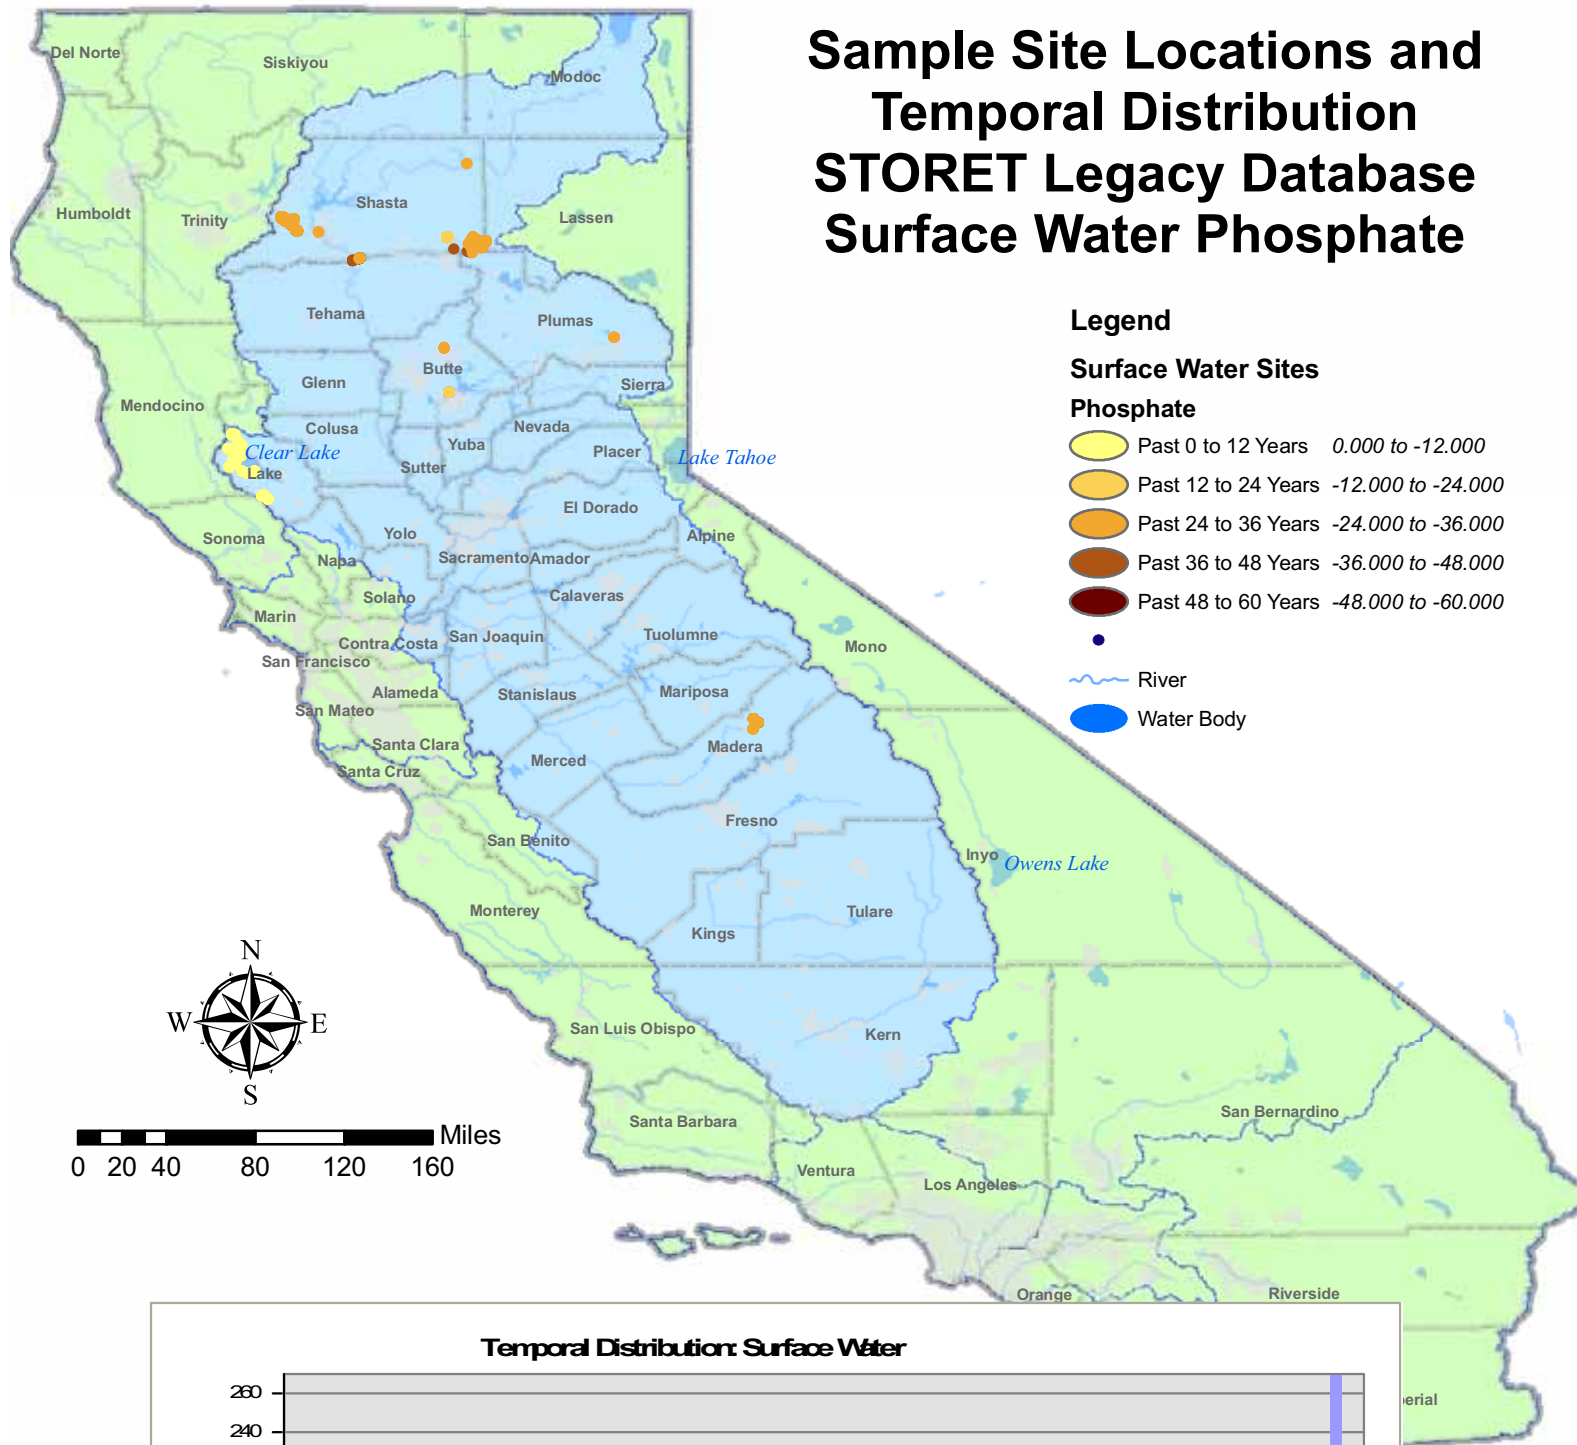 Sample Site Locations and
Temporal Distribution
STORET Legacy Database
Surface Water Phosphate
Legend
Surface Water Sites
Phosphate
Past 0 to 12 Years 0.000 to -12.000
Past 12 to 24 Years -12.000 to -24.000
Past 24 to 36 Years -24.000 to -36.000
Past 36 to 48 Years -36.000 to -48.000
Past 48 to 60 Years -48.000 to -60.000
River
Water Body
Del Norte
Siskiyou
Modoc
Humboldt
Trinity
Shasta
Lassen
Tehama
Plumas
Butte
Glenn
Sierra
Mendocino
Colusa
Nevada
Yuba
Placer
Clear Lake
Lake Tahoe
Lake
Sutter
El Dorado
Sonoma
Yolo
Alpine
Napa
Sacramento
Amador
Solano
Calaveras
Marin
Contra Costa
San Joaquin
Tuolumne
Mono
San Francisco
Alameda
Stanislaus
Mariposa
San Mateo
Santa Clara
Madera
Merced
Santa Cruz
Fresno
San Benito
Inyo
Owens Lake
Monterey
Tulare
Kings
San Luis Obispo
Kern
Santa Barbara
San Bernardino
Ventura
Los Angeles
Orange
Riverside
erial
N
W
E
S
Miles
0 20 40 80 120 160
Temporal Distribution: Surface Water
260
240